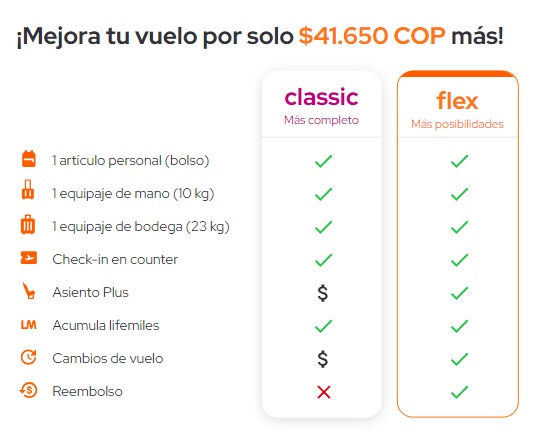 ¡Mejora tu vuelo por solo $41.650 COP más!
classic
Más completo
flex
Más posibilidades
1 artículo personal (bolso)
1 equipaje de mano (10 kg)
1 equipaje de bodega (23 kg)
Check-in en counter
Asiento Plus $
LM Acumula lifemiles
Cambios de vuelo $
Reembolso